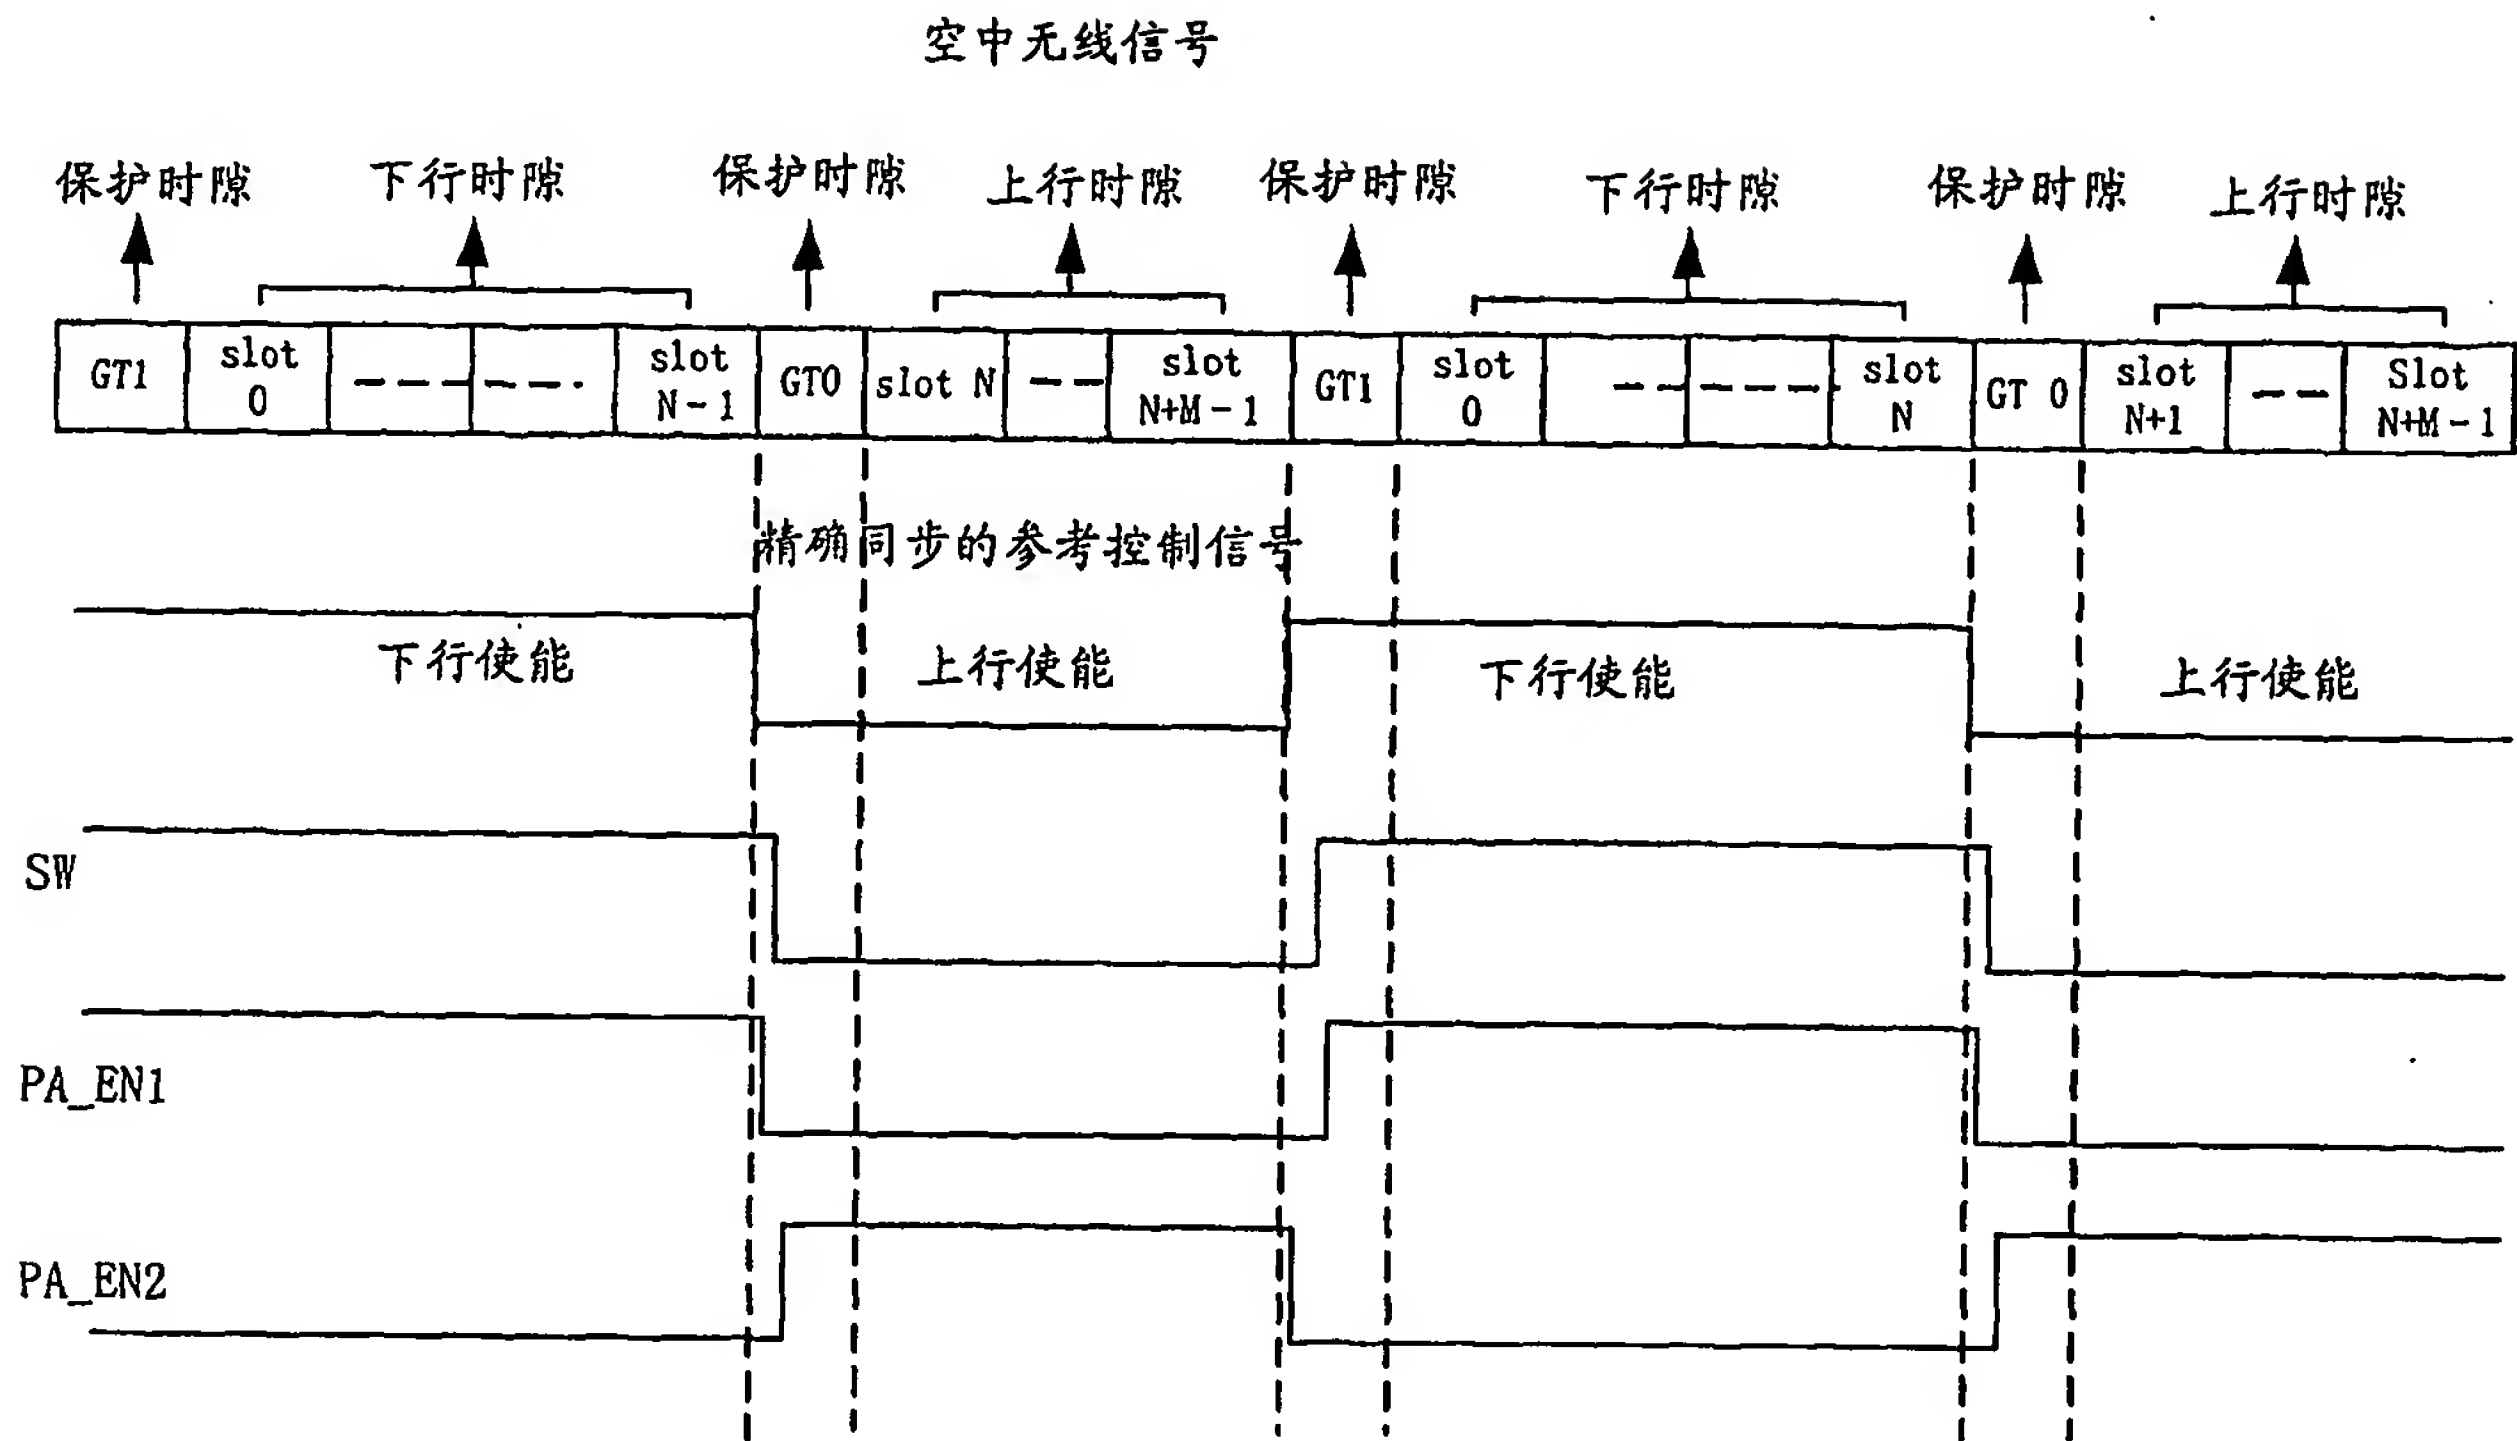 空中无线信号
保护时隙 下行时隙 保护时隙 上行时隙 保护时隙 下行时隙 保护时隙 上行时隙
GT1
slot
0
slot
N-1
GT0
slot N
slot
N+M-1
GT1
slot
0
slot
N
GT 0
slot
N+1
Slot
N+M-1
精确同步的参考控制信号
下行使能 上行使能 下行使能 上行使能
SW
PA_EN1
PA_EN2